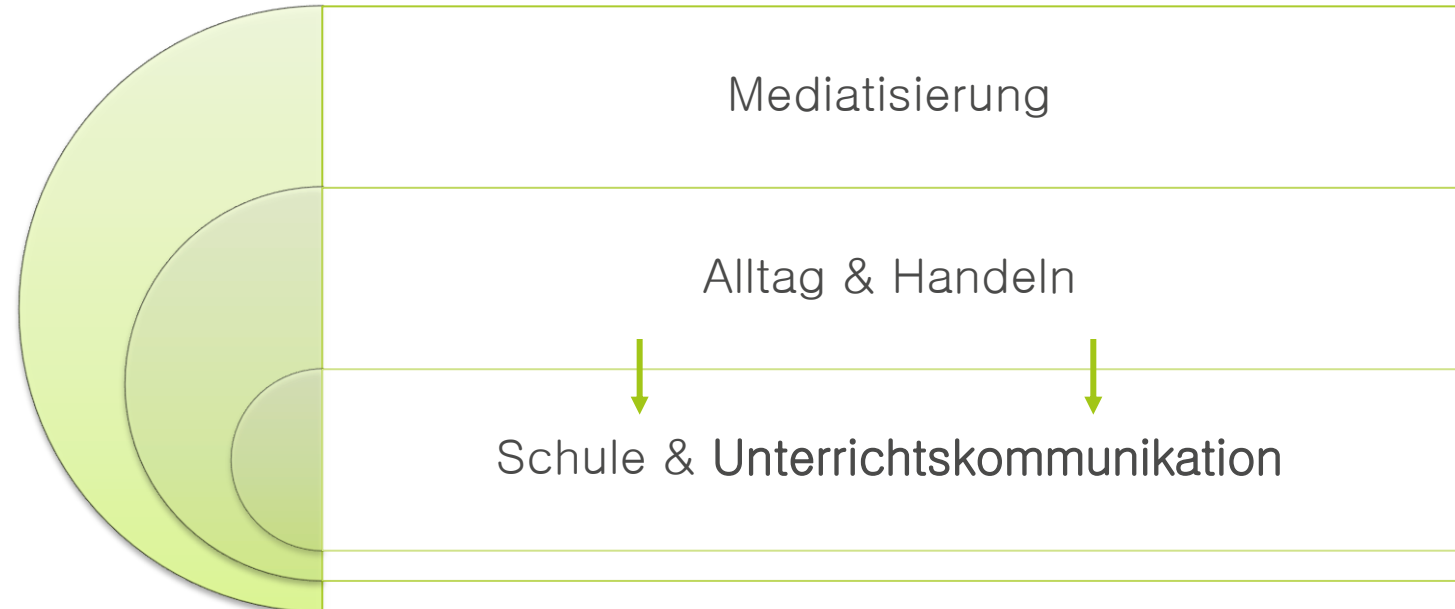 Mediatisierung
Alltag & Handeln
Schule & Unterrichtskommunikation